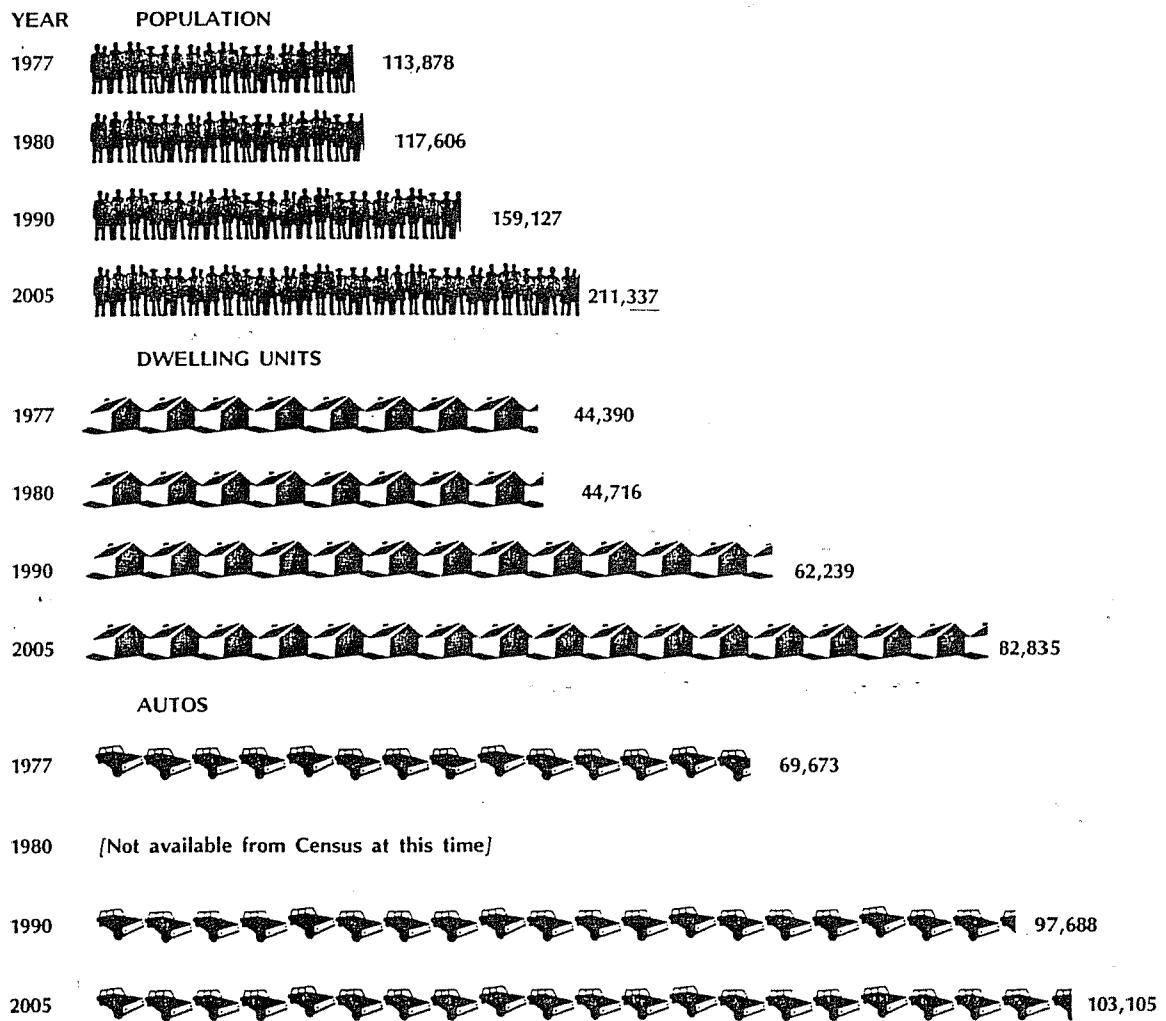 YEAR POPULATION
1977 113,878
1980 117,606
1990 159,127
2005 211,337
DWELLING UNITS
1977 44,390
1980 44,716
1990 62,239
2005 82,835
AUTOS
1977 69,673
1980 [Not available from Census at this time]
1990 97,688
2005 103,105